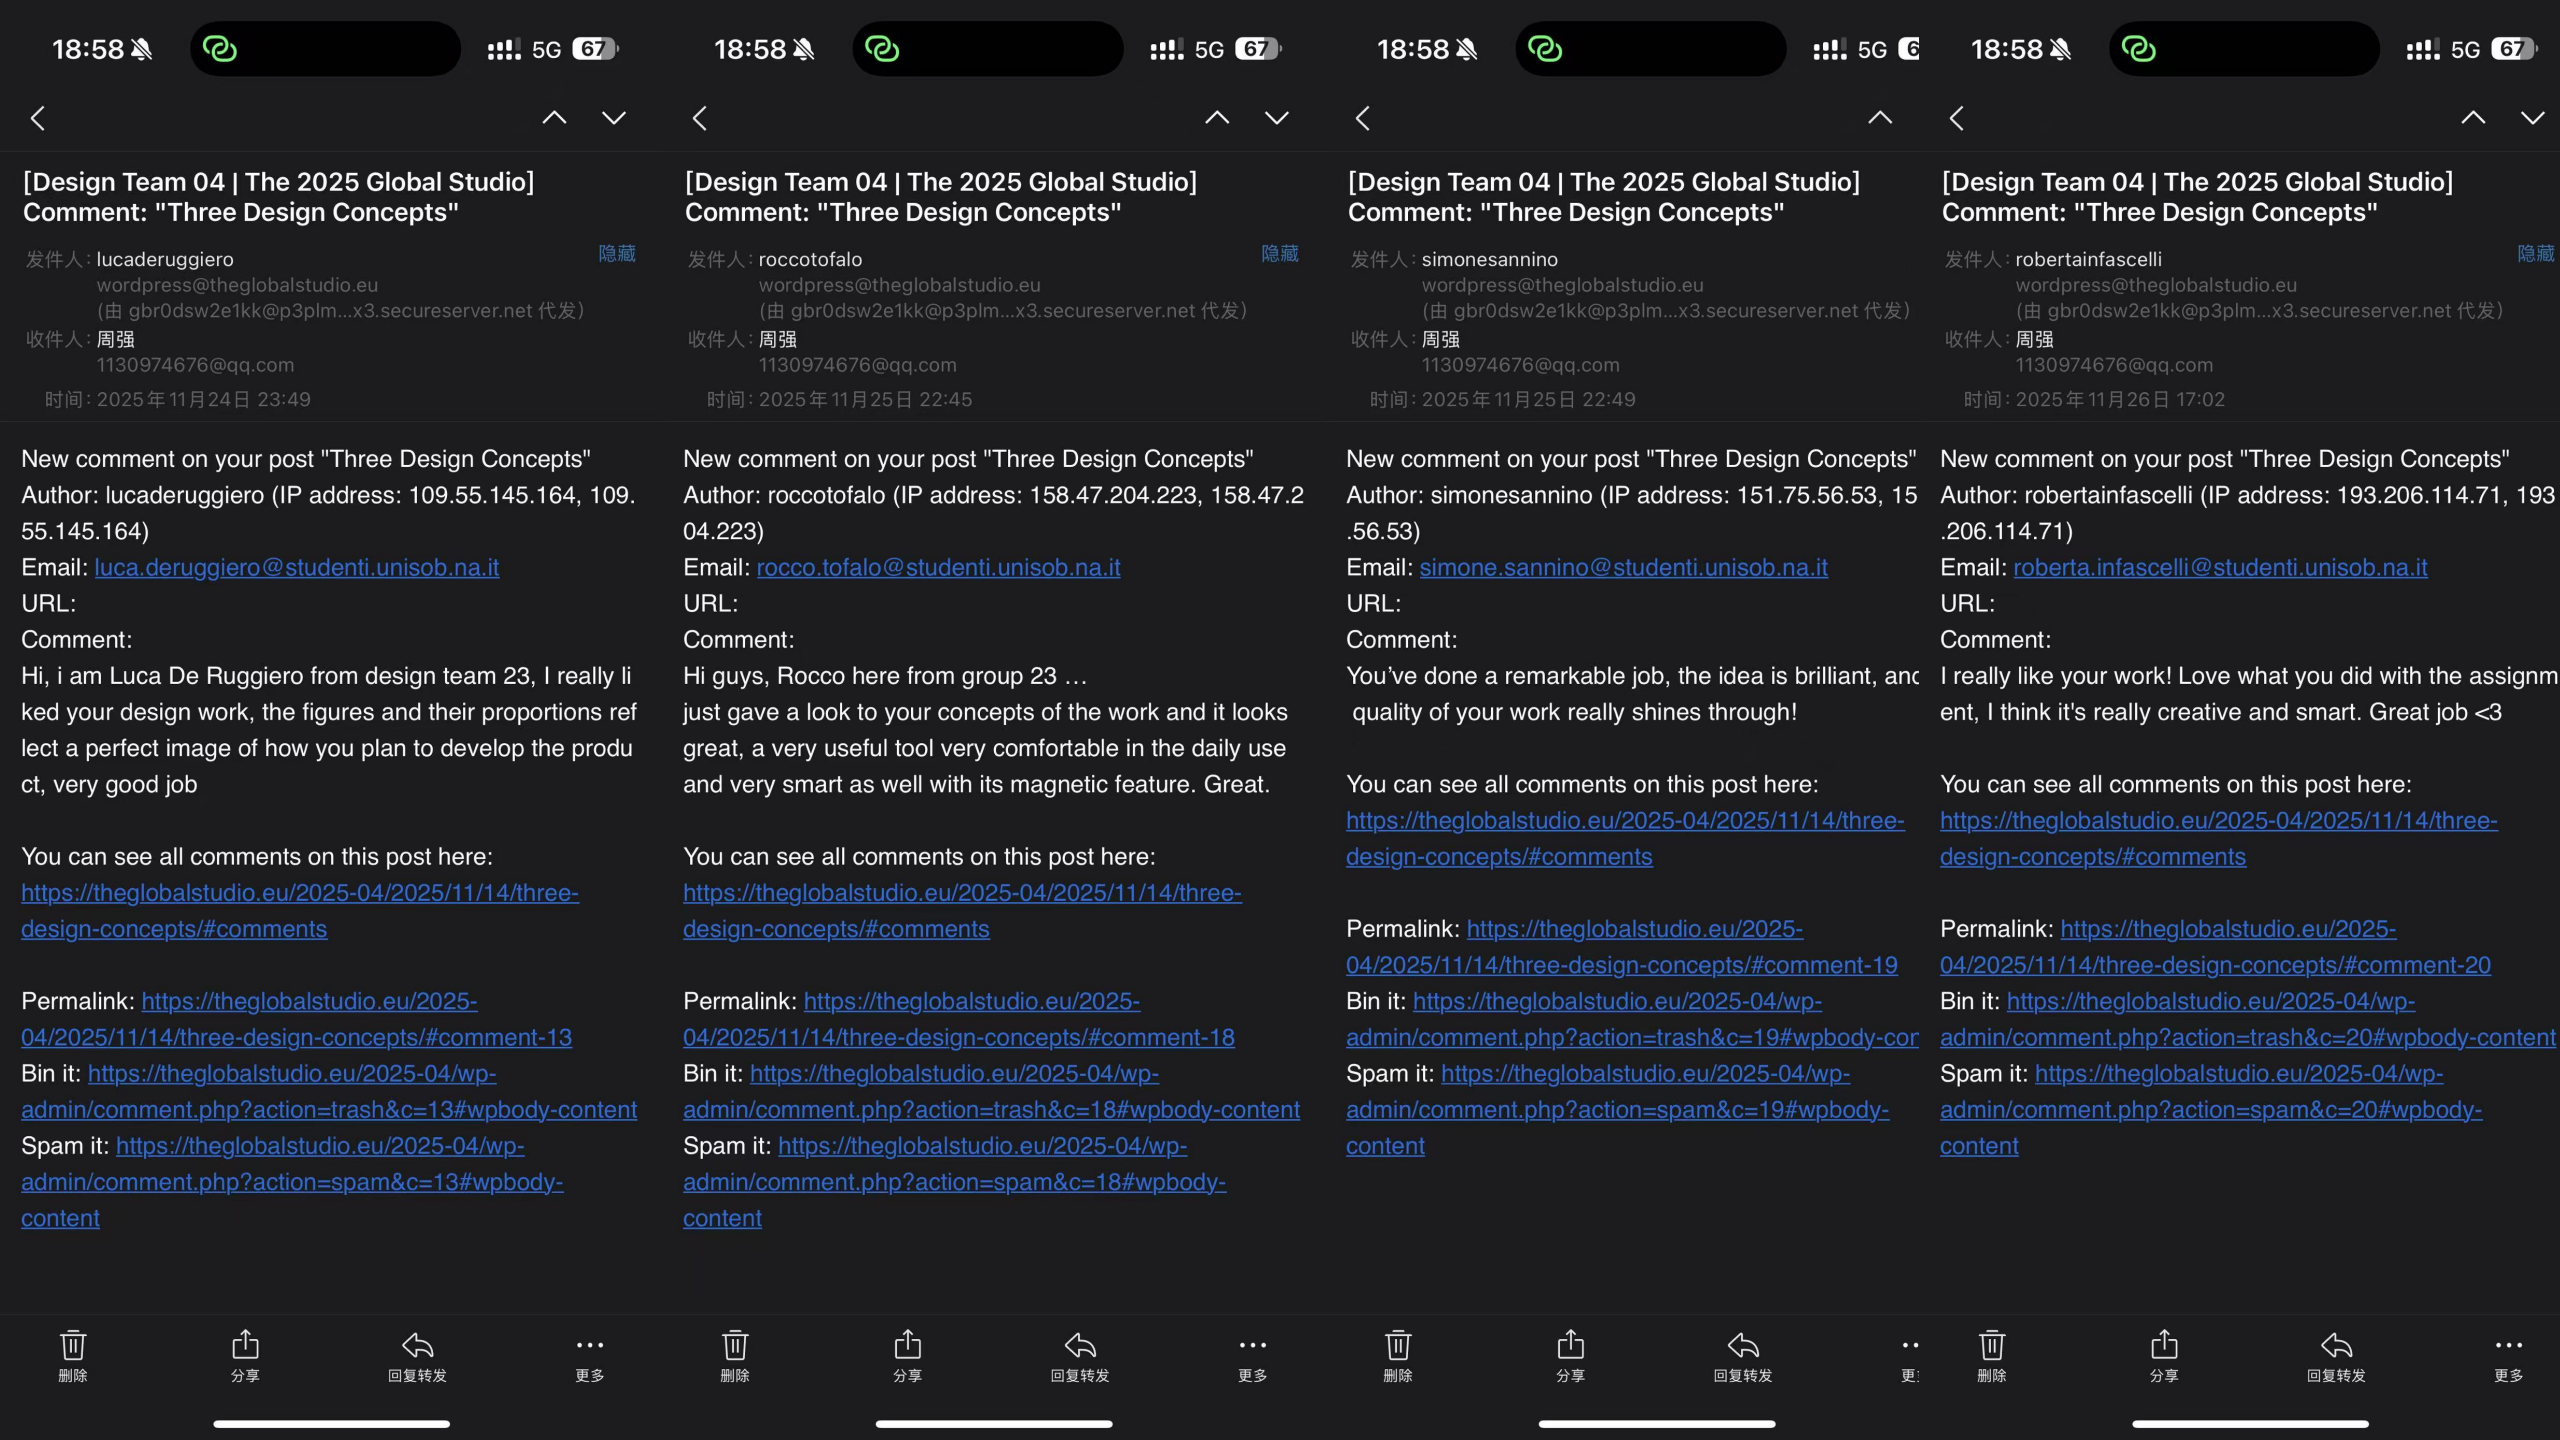 18:58
5G 67
[Design Team 04 | The 2025 Global Studio]
Comment: "Three Design Concepts"
发件人: lucaderuggiero
隐藏
wordpress@theglobalstudio.eu
(由 gbr0dsw2e1kk@p3plm...x3.secureserver.net 代发)
收件人: 周强
1130974676@qq.com
时间: 2025年11月24日 23:49
New comment on your post "Three Design Concepts"
Author: lucaderuggiero (IP address: 109.55.145.164, 109.
55.145.164)
Email: luca.deruggiero@studenti.unisob.na.it
URL:
Comment:
Hi, i am Luca De Ruggiero from design team 23, I really li
ked your design work, the figures and their proportions ref
lect a perfect image of how you plan to develop the produ
ct, very good job
You can see all comments on this post here:
https://theglobalstudio.eu/2025-04/2025/11/14/three-
design-concepts/#comments
Permalink: https://theglobalstudio.eu/2025-
04/2025/11/14/three-design-concepts/#comment-13
Bin it: https://theglobalstudio.eu/2025-04/wp-
admin/comment.php?action=trash&c=13#wpbody-content
Spam it: https://theglobalstudio.eu/2025-04/wp-
admin/comment.php?action=spam&c=13#wpbody-
content
删除
分享
回复转发
更多
18:58
5G 67
[Design Team 04 | The 2025 Global Studio]
Comment: "Three Design Concepts"
发件人: roccotofalo
隐藏
wordpress@theglobalstudio.eu
(由 gbr0dsw2e1kk@p3plm...x3.secureserver.net 代发)
收件人: 周强
1130974676@qq.com
时间: 2025年11月25日 22:45
New comment on your post "Three Design Concepts"
Author: roccotofalo (IP address: 158.47.204.223, 158.47.2
04.223)
Email: rocco.tofalo@studenti.unisob.na.it
URL:
Comment:
Hi guys, Rocco here from group 23 …
just gave a look to your concepts of the work and it looks
great, a very useful tool very comfortable in the daily use
and very smart as well with its magnetic feature. Great.
You can see all comments on this post here:
https://theglobalstudio.eu/2025-04/2025/11/14/three-
design-concepts/#comments
Permalink: https://theglobalstudio.eu/2025-
04/2025/11/14/three-design-concepts/#comment-18
Bin it: https://theglobalstudio.eu/2025-04/wp-
admin/comment.php?action=trash&c=18#wpbody-content
Spam it: https://theglobalstudio.eu/2025-04/wp-
admin/comment.php?action=spam&c=18#wpbody-
content
删除
分享
回复转发
更多
18:58
5G 6
[Design Team 04 | The 2025 Global Studio]
Comment: "Three Design Concepts"
发件人: simonesannino
wordpress@theglobalstudio.eu
(由 gbr0dsw2e1kk@p3plm...x3.secureserver.net 代发)
收件人: 周强
1130974676@qq.com
时间: 2025年11月25日 22:49
New comment on your post "Three Design Concepts"
Author: simonesannino (IP address: 151.75.56.53, 15
.56.53)
Email: simone.sannino@studenti.unisob.na.it
URL:
Comment:
You’ve done a remarkable job, the idea is brilliant, and
quality of your work really shines through!
You can see all comments on this post here:
https://theglobalstudio.eu/2025-04/2025/11/14/three-
design-concepts/#comments
Permalink: https://theglobalstudio.eu/2025-
04/2025/11/14/three-design-concepts/#comment-19
Bin it: https://theglobalstudio.eu/2025-04/wp-
admin/comment.php?action=trash&c=19#wpbody-con
Spam it: https://theglobalstudio.eu/2025-04/wp-
admin/comment.php?action=spam&c=19#wpbody-
content
删除
分享
回复转发
更
18:58
5G 67
[Design Team 04 | The 2025 Global Studio]
Comment: "Three Design Concepts"
发件人: robertainfascelli
隐藏
wordpress@theglobalstudio.eu
(由 gbr0dsw2e1kk@p3plm...x3.secureserver.net 代发)
收件人: 周强
1130974676@qq.com
时间: 2025年11月26日 17:02
New comment on your post "Three Design Concepts"
Author: robertainfascelli (IP address: 193.206.114.71, 193
.206.114.71)
Email: roberta.infascelli@studenti.unisob.na.it
URL:
Comment:
I really like your work! Love what you did with the assignm
ent, I think it's really creative and smart. Great job <3
You can see all comments on this post here:
https://theglobalstudio.eu/2025-04/2025/11/14/three-
design-concepts/#comments
Permalink: https://theglobalstudio.eu/2025-
04/2025/11/14/three-design-concepts/#comment-20
Bin it: https://theglobalstudio.eu/2025-04/wp-
admin/comment.php?action=trash&c=20#wpbody-content
Spam it: https://theglobalstudio.eu/2025-04/wp-
admin/comment.php?action=spam&c=20#wpbody-
content
删除
分享
回复转发
更多